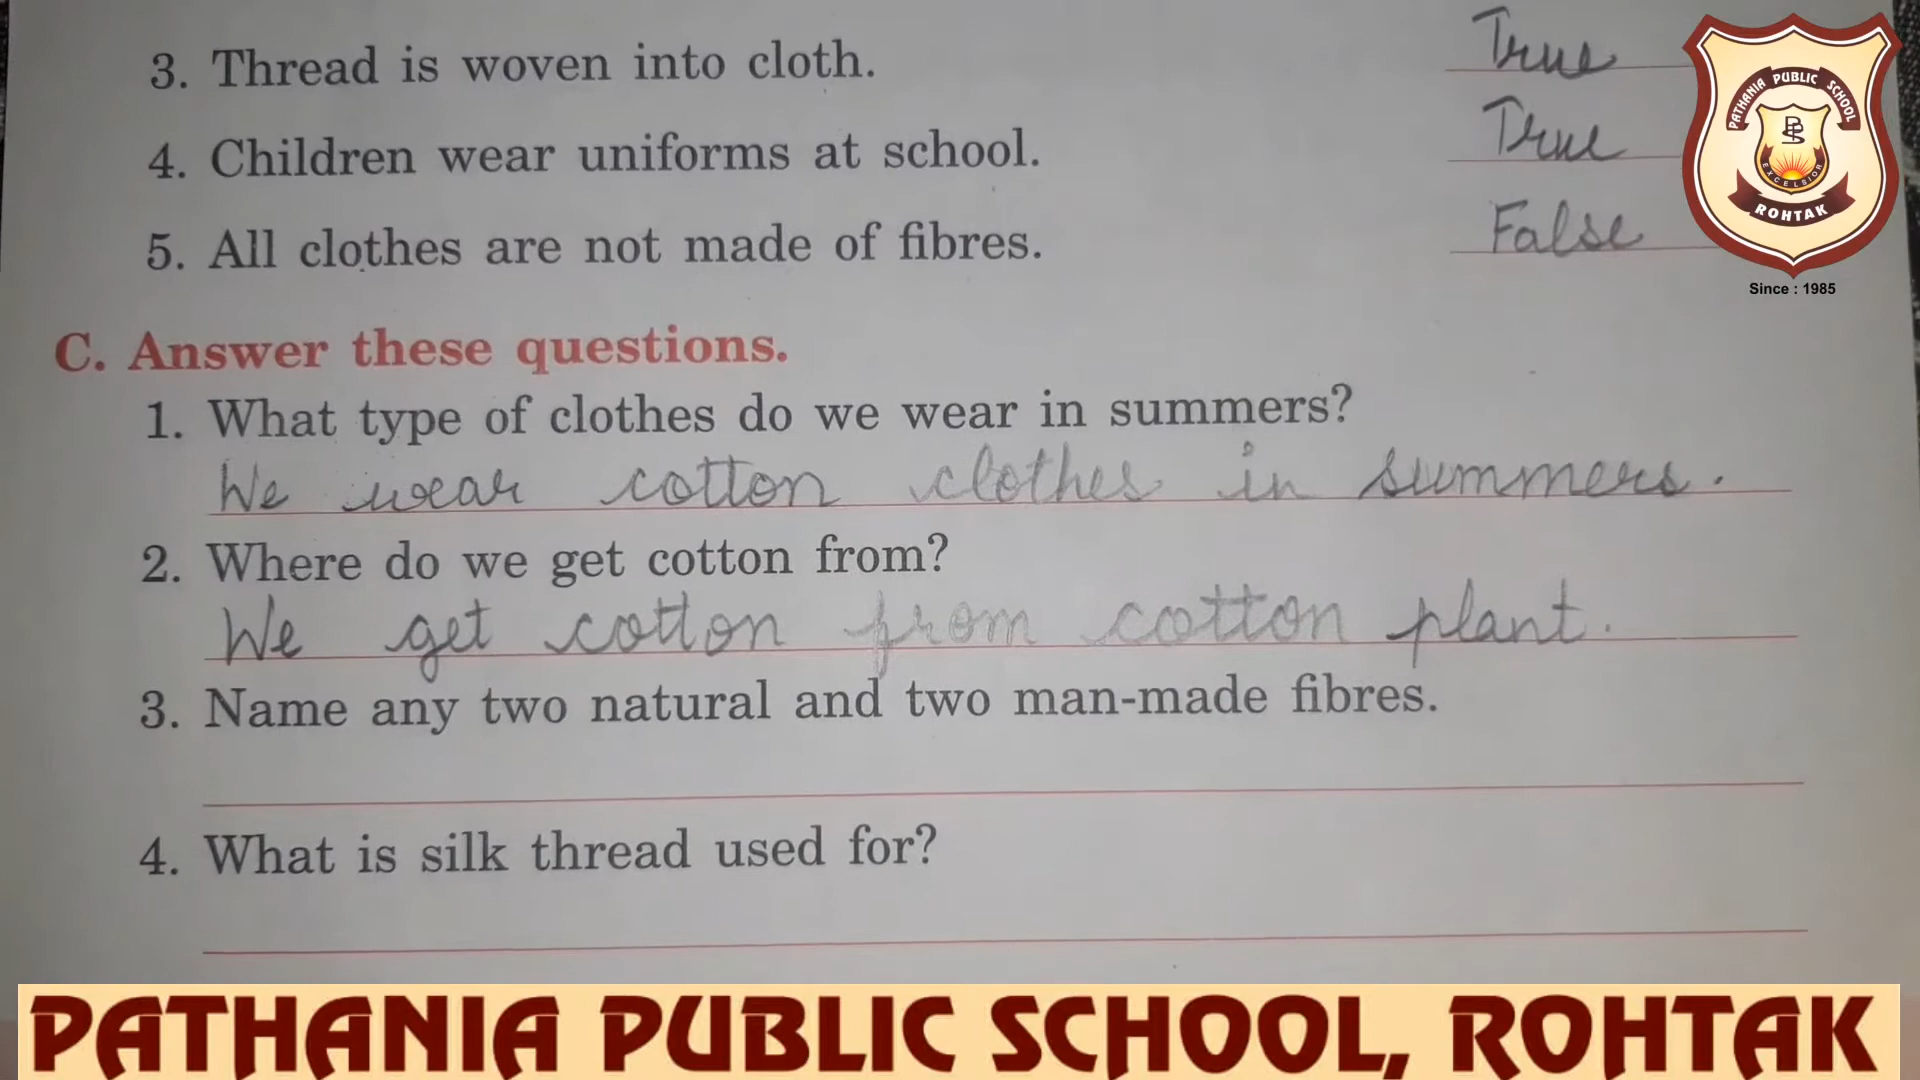 3. Thread is woven into cloth. True
4. Children wear uniforms at school. True
5. All clothes are not made of fibres. False
PATHANIA PUBLIC SCHOOL
PBS
EXCELSIOR
ROHTAK
Since : 1985
C. Answer these questions.
1. What type of clothes do we wear in summers?
We wear cotton clothes in summers.
2. Where do we get cotton from?
We get cotton from cotton plant.
3. Name any two natural and two man-made fibres.
4. What is silk thread used for?
PATHANIA PUBLIC SCHOOL, ROHTAK